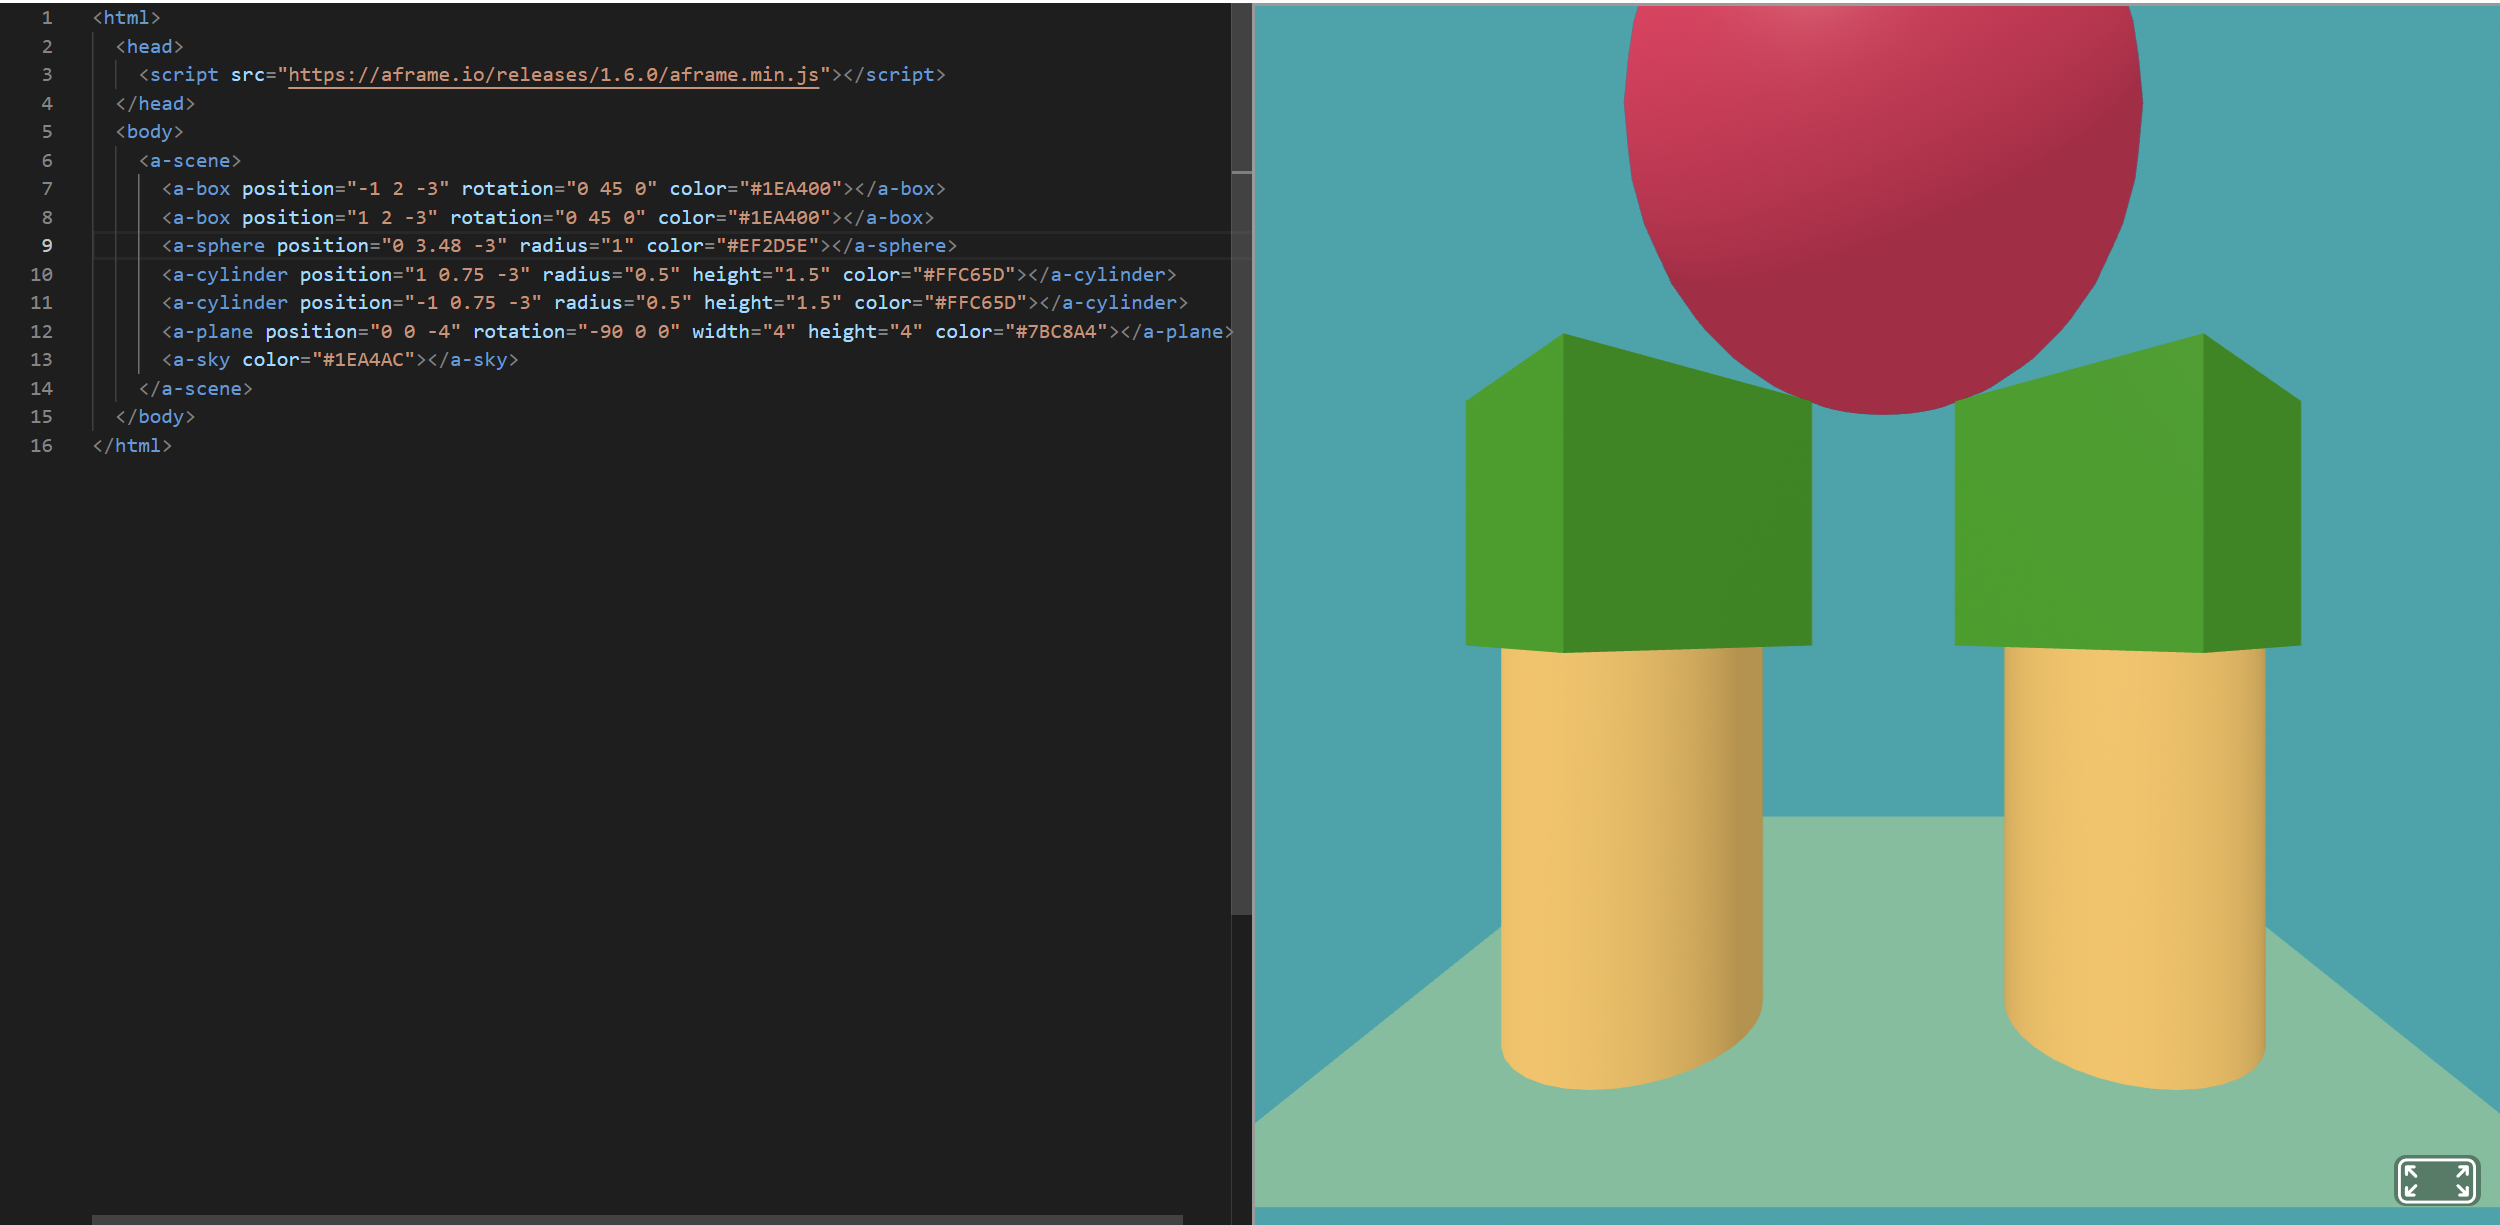 1 <html>
2 <head>
3 <script src="https://aframe.io/releases/1.6.0/aframe.min.js"></script>
4 </head>
5 <body>
6 <a-scene>
7 <a-box position="-1 2 -3" rotation="0 45 0" color="#1EA400"></a-box>
8 <a-box position="1 2 -3" rotation="0 45 0" color="#1EA400"></a-box>
9 <a-sphere position="0 3.48 -3" radius="1" color="#EF2D5E"></a-sphere>
10 <a-cylinder position="1 0.75 -3" radius="0.5" height="1.5" color="#FFC65D"></a-cylinder>
11 <a-cylinder position="-1 0.75 -3" radius="0.5" height="1.5" color="#FFC65D"></a-cylinder>
12 <a-plane position="0 0 -4" rotation="-90 0 0" width="4" height="4" color="#7BC8A4"></a-plane>
13 <a-sky color="#1EA4AC"></a-sky>
14 </a-scene>
15 </body>
16 </html>